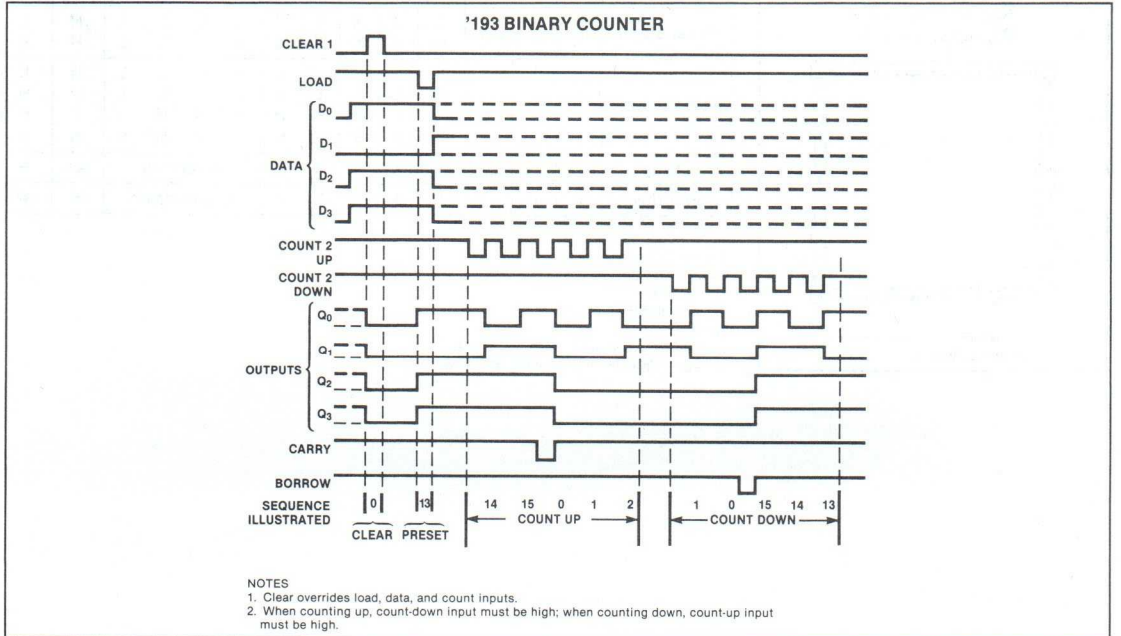 '193 BINARY COUNTER
CLEAR 1
LOAD
D0
D1
DATA
D2
D3
COUNT 2
UP
COUNT 2
DOWN
Q0
Q1
OUTPUTS
Q2
Q3
CARRY
BORROW
SEQUENCE 0 13 14 15 0 1 2 1 0 15 14 13
ILLUSTRATED COUNT UP COUNT DOWN
CLEAR PRESET
NOTES
1. Clear overrides load, data, and count inputs.
2. When counting up, count-down input must be high; when counting down, count-up input
must be high.